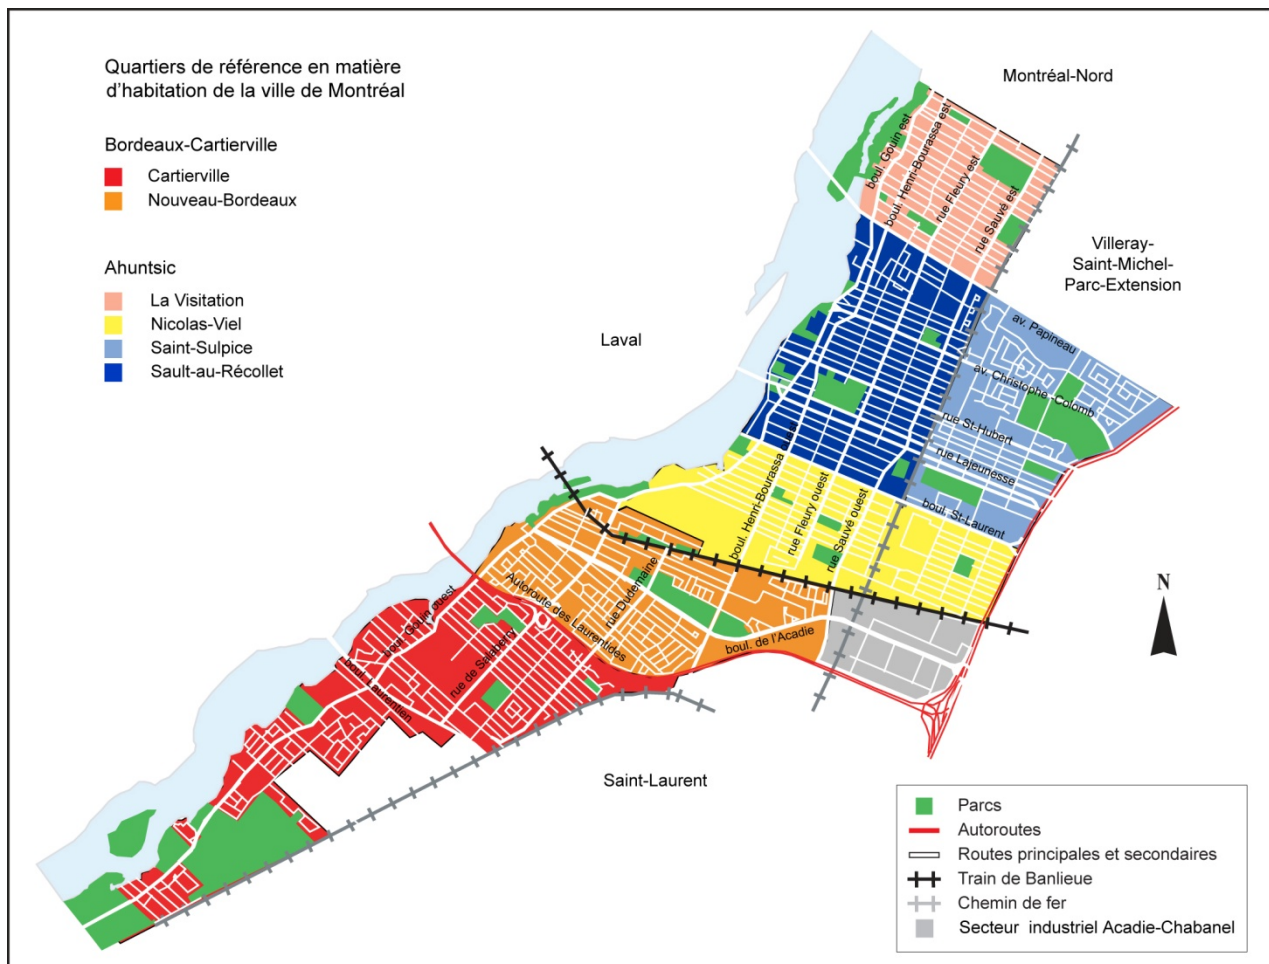 Quartiers de référence en matière
d'habitation de la ville de Montréal
Bordeaux-Cartierville
Cartierville
Nouveau-Bordeaux
Ahuntsic
La Visitation
Nicolas-Viel
Saint-Sulpice
Sault-au-Récollet
Montréal-Nord
Villeray-
Saint-Michel-
Parc-Extension
Laval
Saint-Laurent
boul. Gouin est
boul. Henri-Bourassa est
rue Fleury est
rue Sauvé est
av. Papineau
av. Christophe-Colomb
rue St-Hubert
rue Lajeunesse
boul. St-Laurent
boul. Henri-Bourassa ouest
rue Fleury ouest
rue Sauvé ouest
rue Dudemaine
Autoroute des Laurentides
boul. de l'Acadie
boul. Gouin ouest
boul. Laurentien
rue de Salaberry
N
Parcs
Autoroutes
Routes principales et secondaires
Train de Banlieue
Chemin de fer
Secteur industriel Acadie-Chabanel